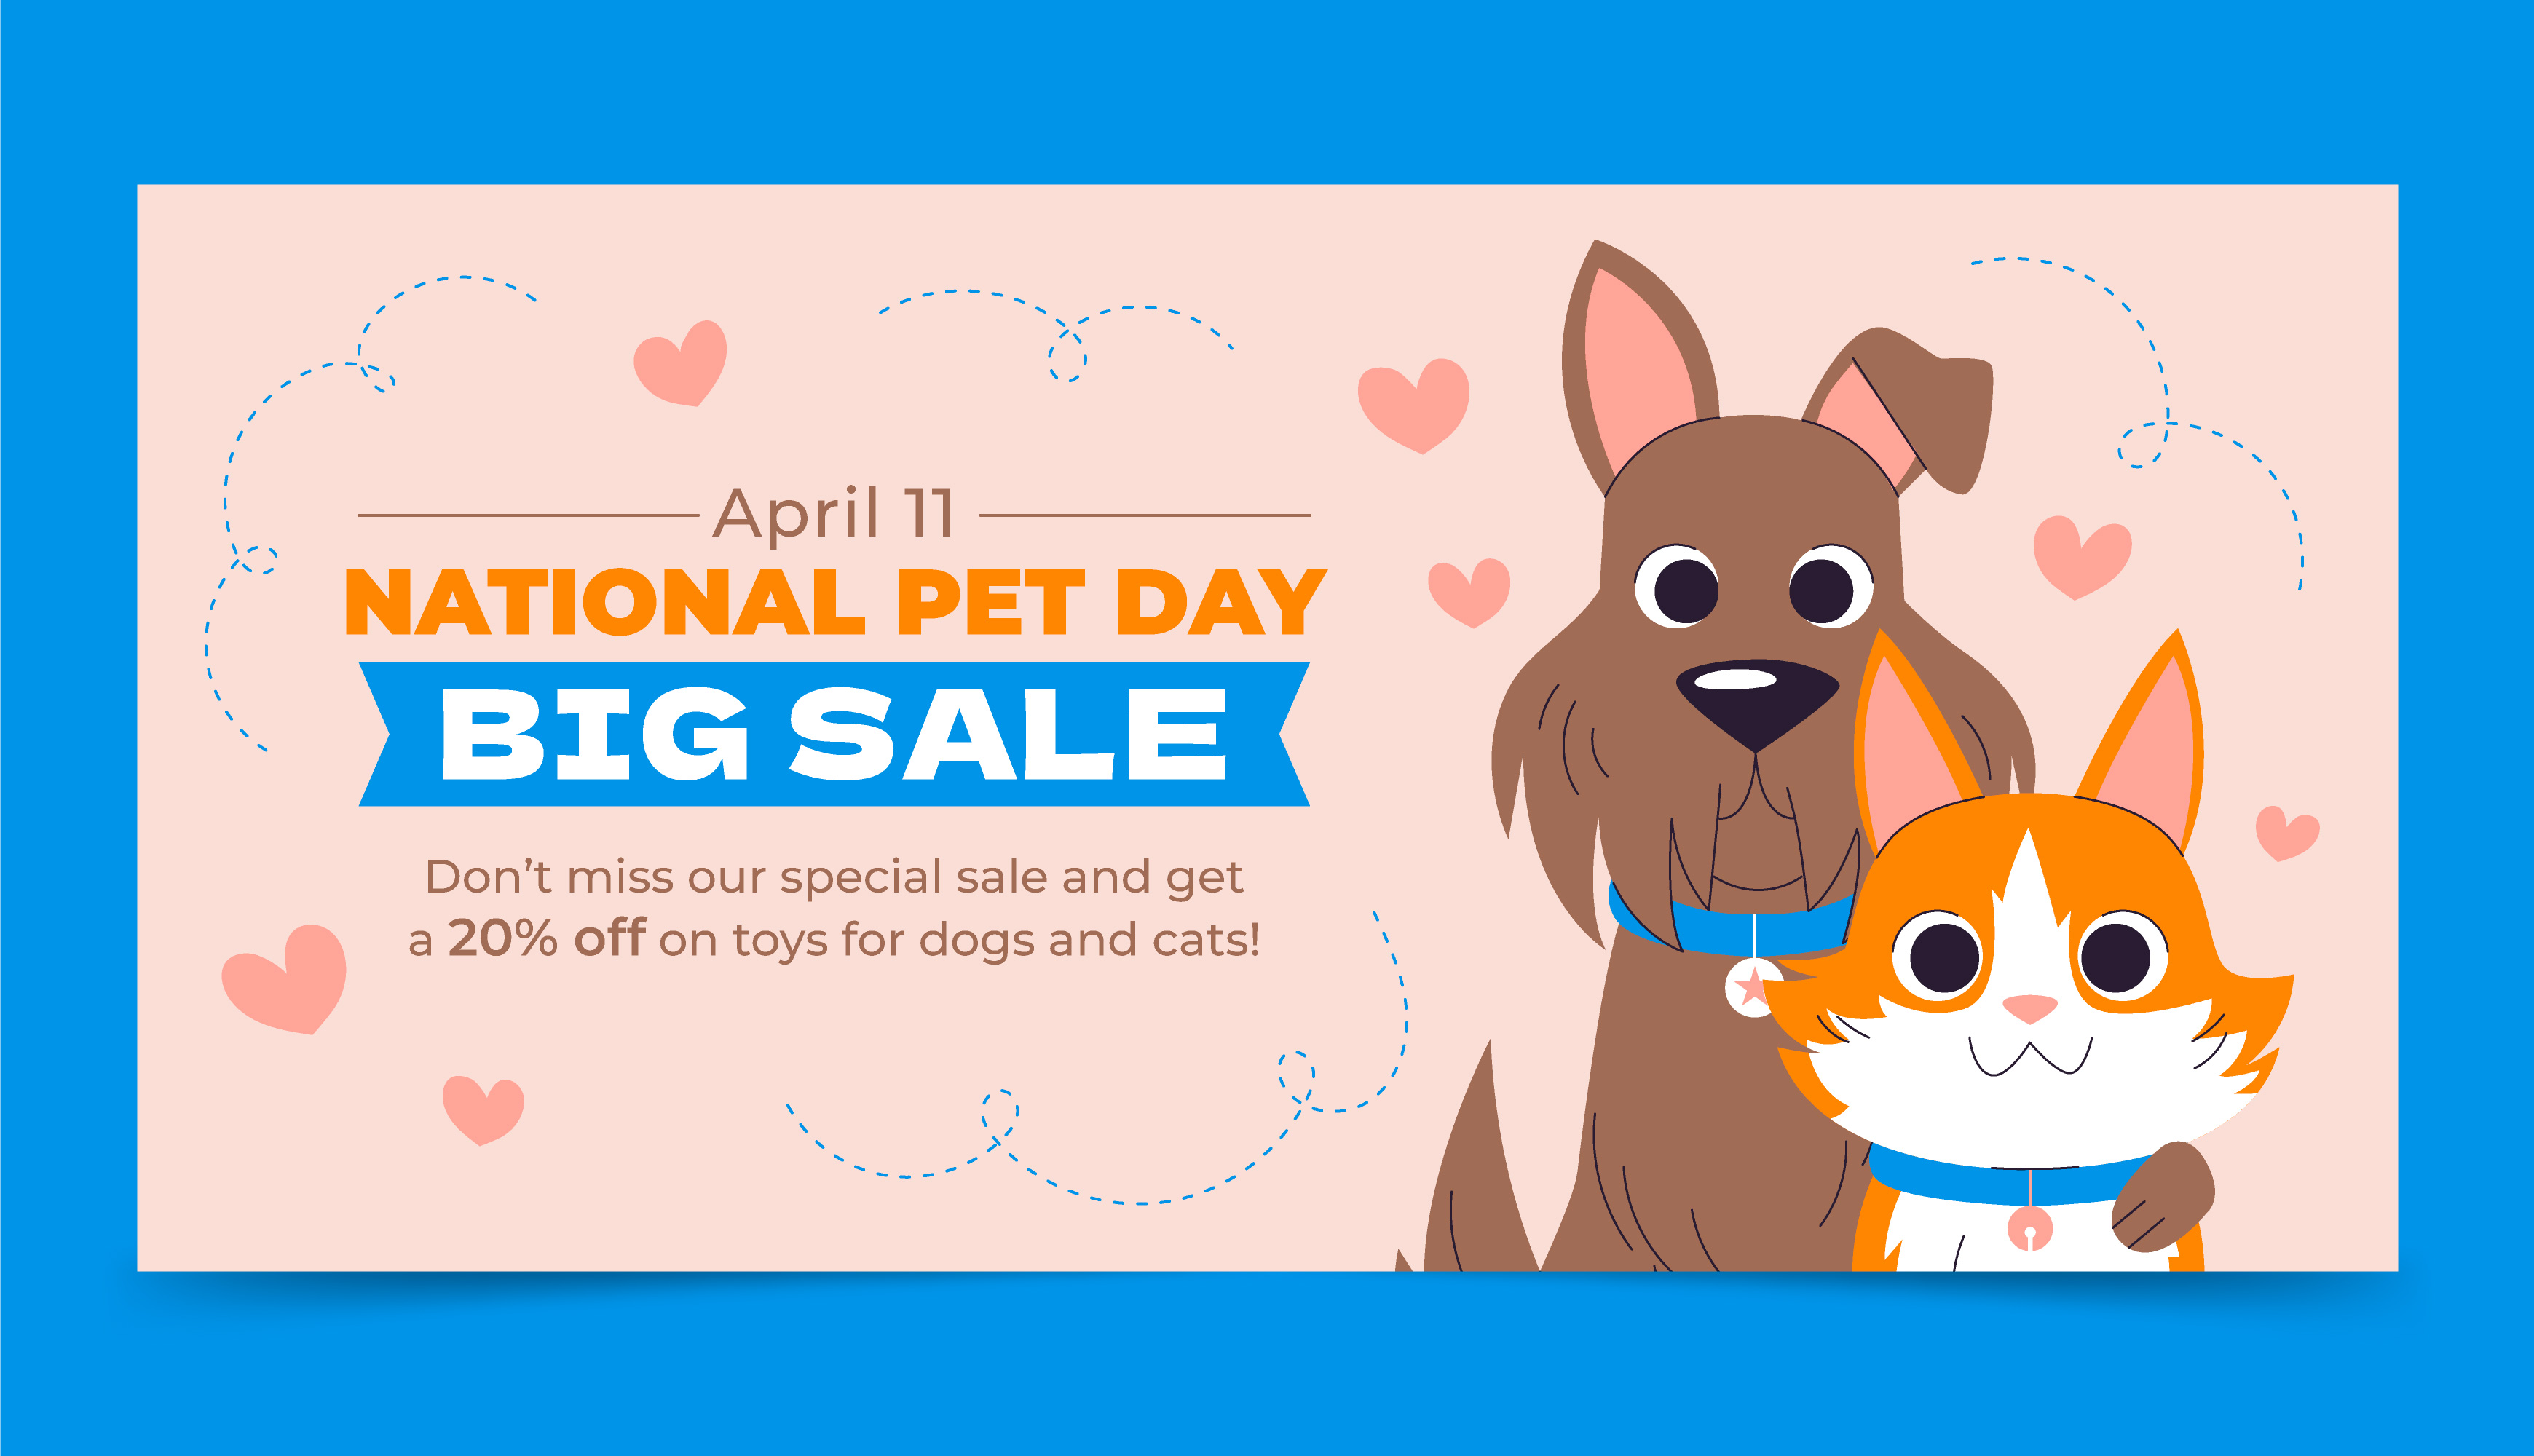 April 11
NATIONAL PET DAY
BIG SALE
Don’t miss our special sale and get
a 20% off on toys for dogs and cats!